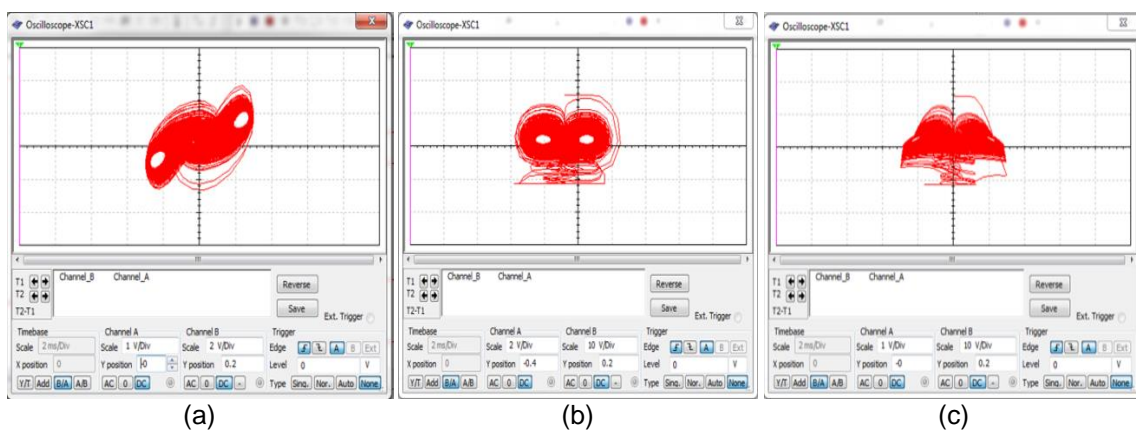 Oscilloscope-XSC1
T1
T2
T2-T1
Channel_B Channel_A
Reverse
Save
Ext. Trigger
Timebase Channel A Channel B Trigger
Scale 2 ms/Div Scale 1 V/Div Scale 2 V/Div Edge A B Ext
X position 0 Y position -0 Y position 0.2 Level 0 V
Y/T Add B/A A/B AC 0 DC AC 0 DC - Type Sing. Nor. Auto None
(a)
Oscilloscope-XSC1
T1
T2
T2-T1
Channel_B Channel_A
Reverse
Save
Ext. Trigger
Timebase Channel A Channel B Trigger
Scale 2 ms/Div Scale 2 V/Div Scale 10 V/Div Edge A B Ext
X position 0 Y position -0.4 Y position 0.2 Level 0 V
Y/T Add B/A A/B AC 0 DC AC 0 DC - Type Sing. Nor. Auto None
(b)
Oscilloscope-XSC1
T1
T2
T2-T1
Channel_B Channel_A
Reverse
Save
Ext. Trigger
Timebase Channel A Channel B Trigger
Scale 2 ms/Div Scale 1 V/Div Scale 10 V/Div Edge A B Ext
X position 0 Y position -0 Y position 0.2 Level 0 V
Y/T Add B/A A/B AC 0 DC AC 0 DC - Type Sing. Nor. Auto None
(c)